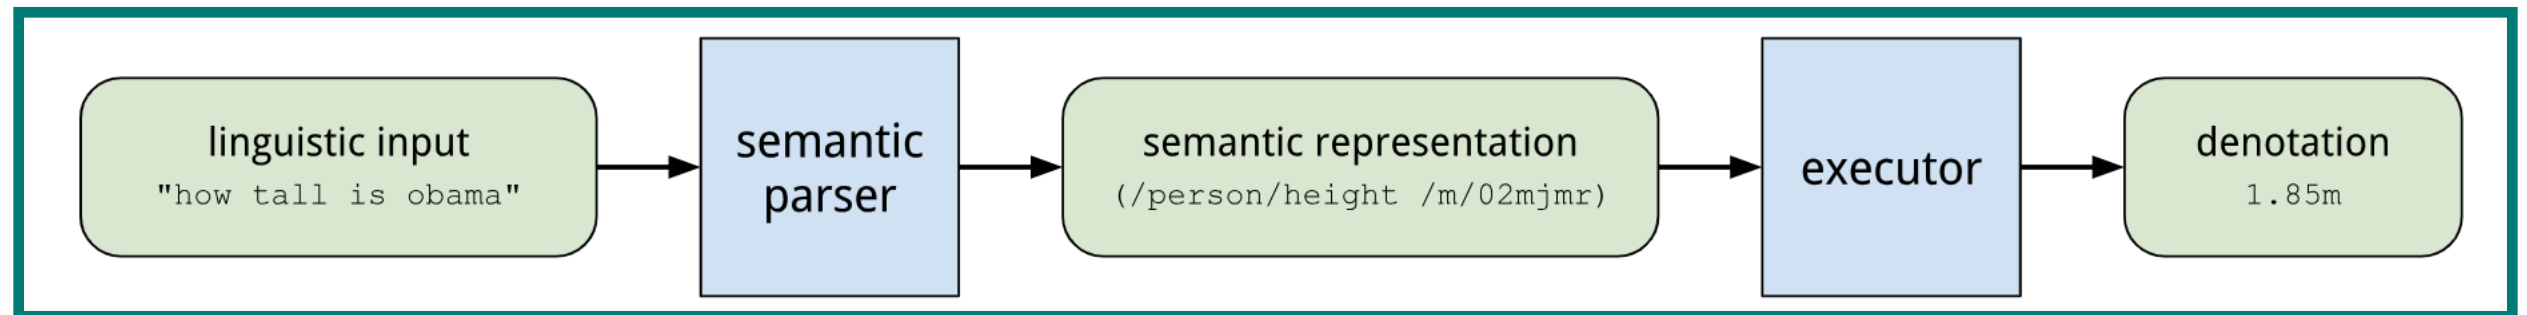 linguistic input
"how tall is obama"
semantic
parser
semantic representation
(/person/height /m/02mjmr)
executor
denotation
1.85m